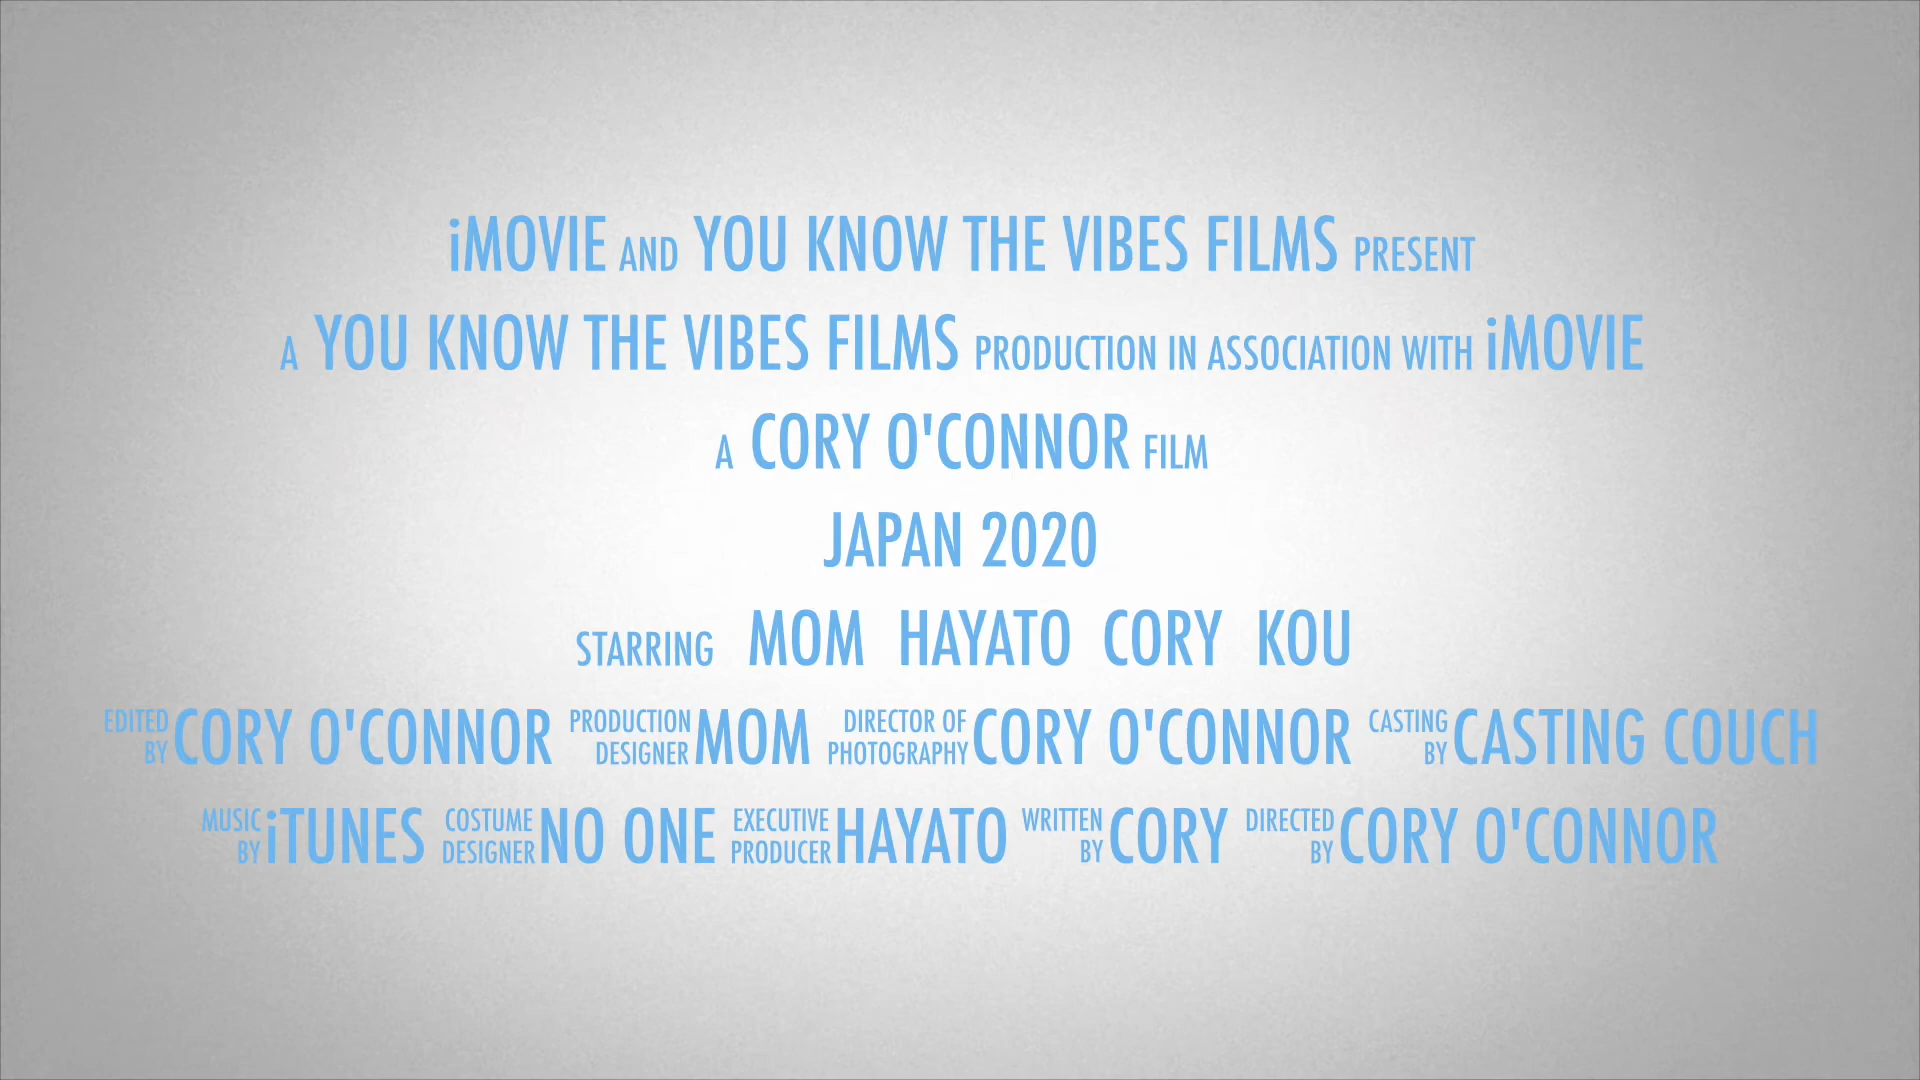 iMOVIE AND YOU KNOW THE VIBES FILMS PRESENT
A YOU KNOW THE VIBES FILMS PRODUCTION IN ASSOCIATION WITH iMOVIE
A CORY O'CONNOR FILM
JAPAN 2020
STARRING MOM HAYATO CORY KOU
EDITED BY CORY O'CONNOR PRODUCTION DESIGNER MOM DIRECTOR OF PHOTOGRAPHY CORY O'CONNOR CASTING BY CASTING COUCH
MUSIC BY iTUNES COSTUME DESIGNER NO ONE EXECUTIVE PRODUCER HAYATO WRITTEN BY CORY DIRECTED BY CORY O'CONNOR